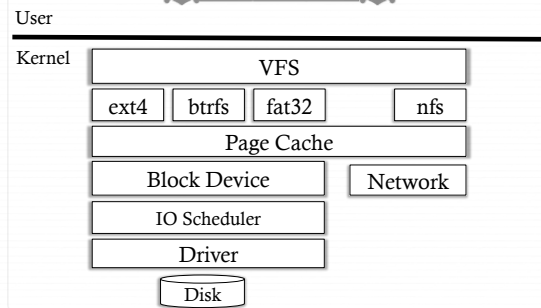 User
Kernel
VFS
ext4 btrfs fat32 nfs
Page Cache
Block Device Network
IO Scheduler
Driver
Disk